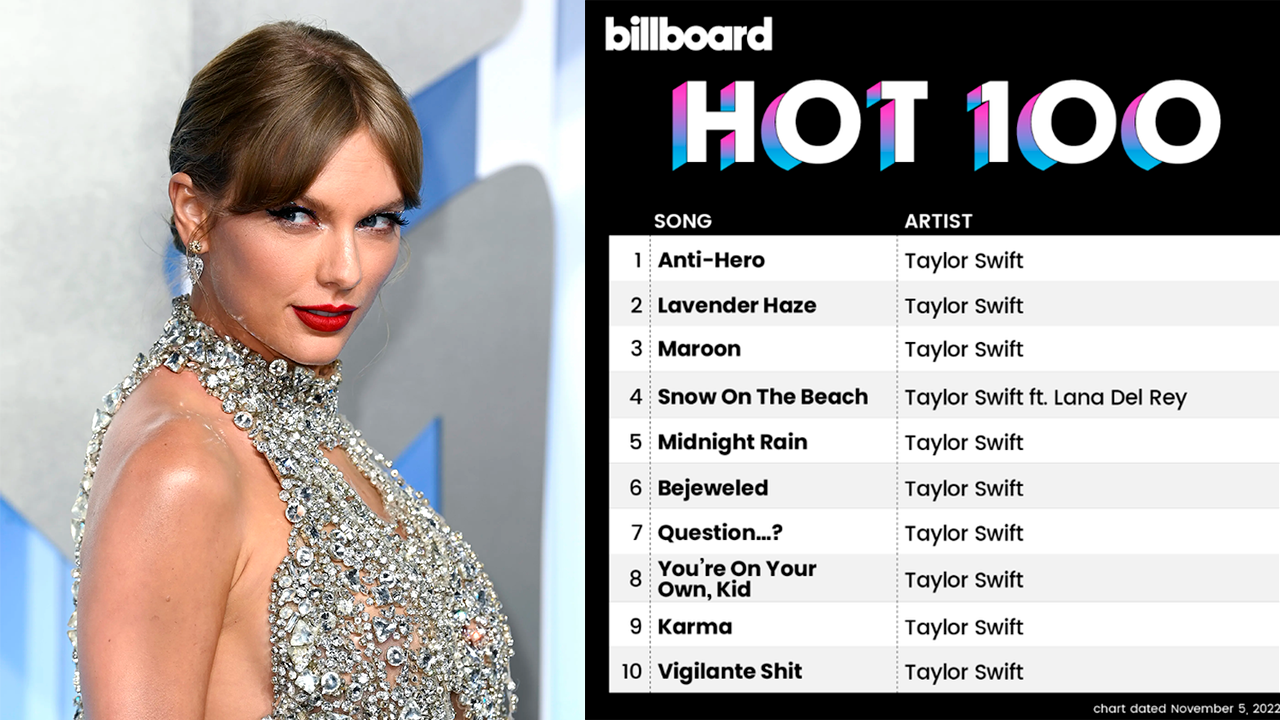 billboard
HOT 100
SONG ARTIST
1 Anti-Hero Taylor Swift
2 Lavender Haze Taylor Swift
3 Maroon Taylor Swift
4 Snow On The Beach Taylor Swift ft. Lana Del Rey
5 Midnight Rain Taylor Swift
6 Bejeweled Taylor Swift
7 Question...? Taylor Swift
8 You're On Your
Own, Kid Taylor Swift
9 Karma Taylor Swift
10 Vigilante Shit Taylor Swift
chart dated November 5, 2022